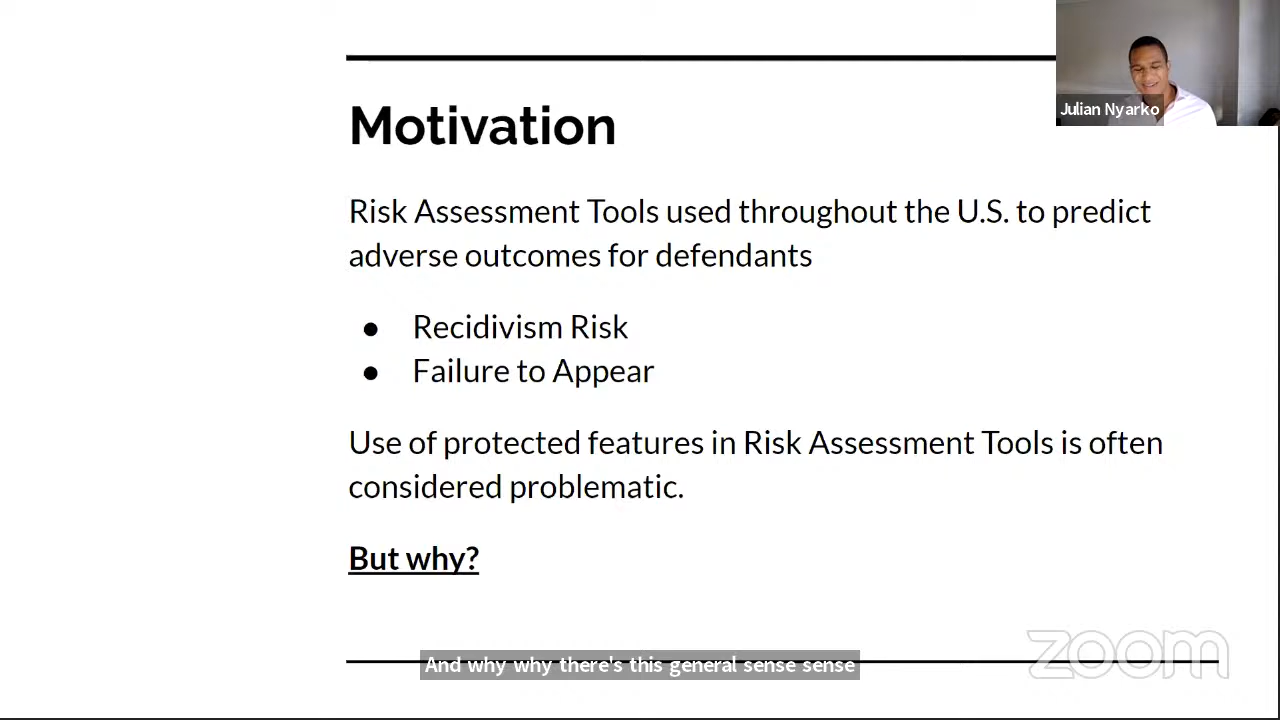 Julian Nyarko
Motivation
Risk Assessment Tools used throughout the U.S. to predict
adverse outcomes for defendants
● Recidivism Risk
● Failure to Appear
Use of protected features in Risk Assessment Tools is often
considered problematic.
But why?
zoom
And why why there's this general sense sense